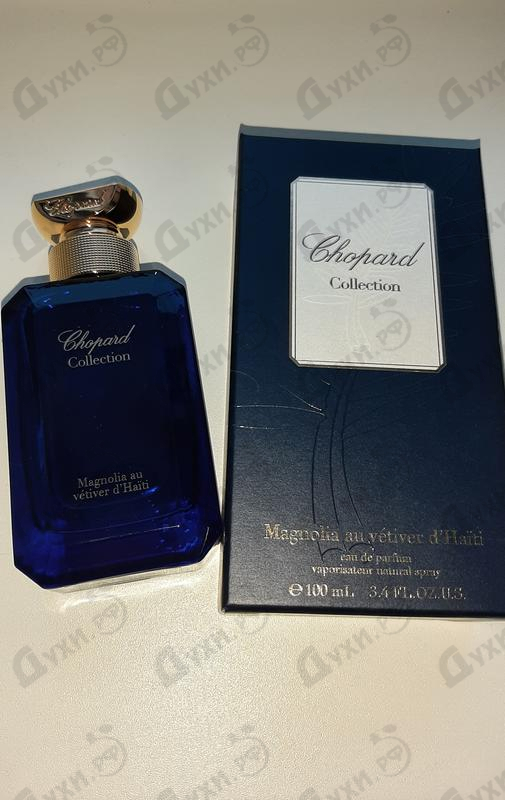 Chopard
Chopard
Collection
Magnolia au
vétiver d'Haïti
Chopard
Collection
Magnolia au vétiver d'Haïti
eau de parfum
vaporisateur natural spray
℮100 mL 3.4 FL.OZ.U.S.
Духи.РФ